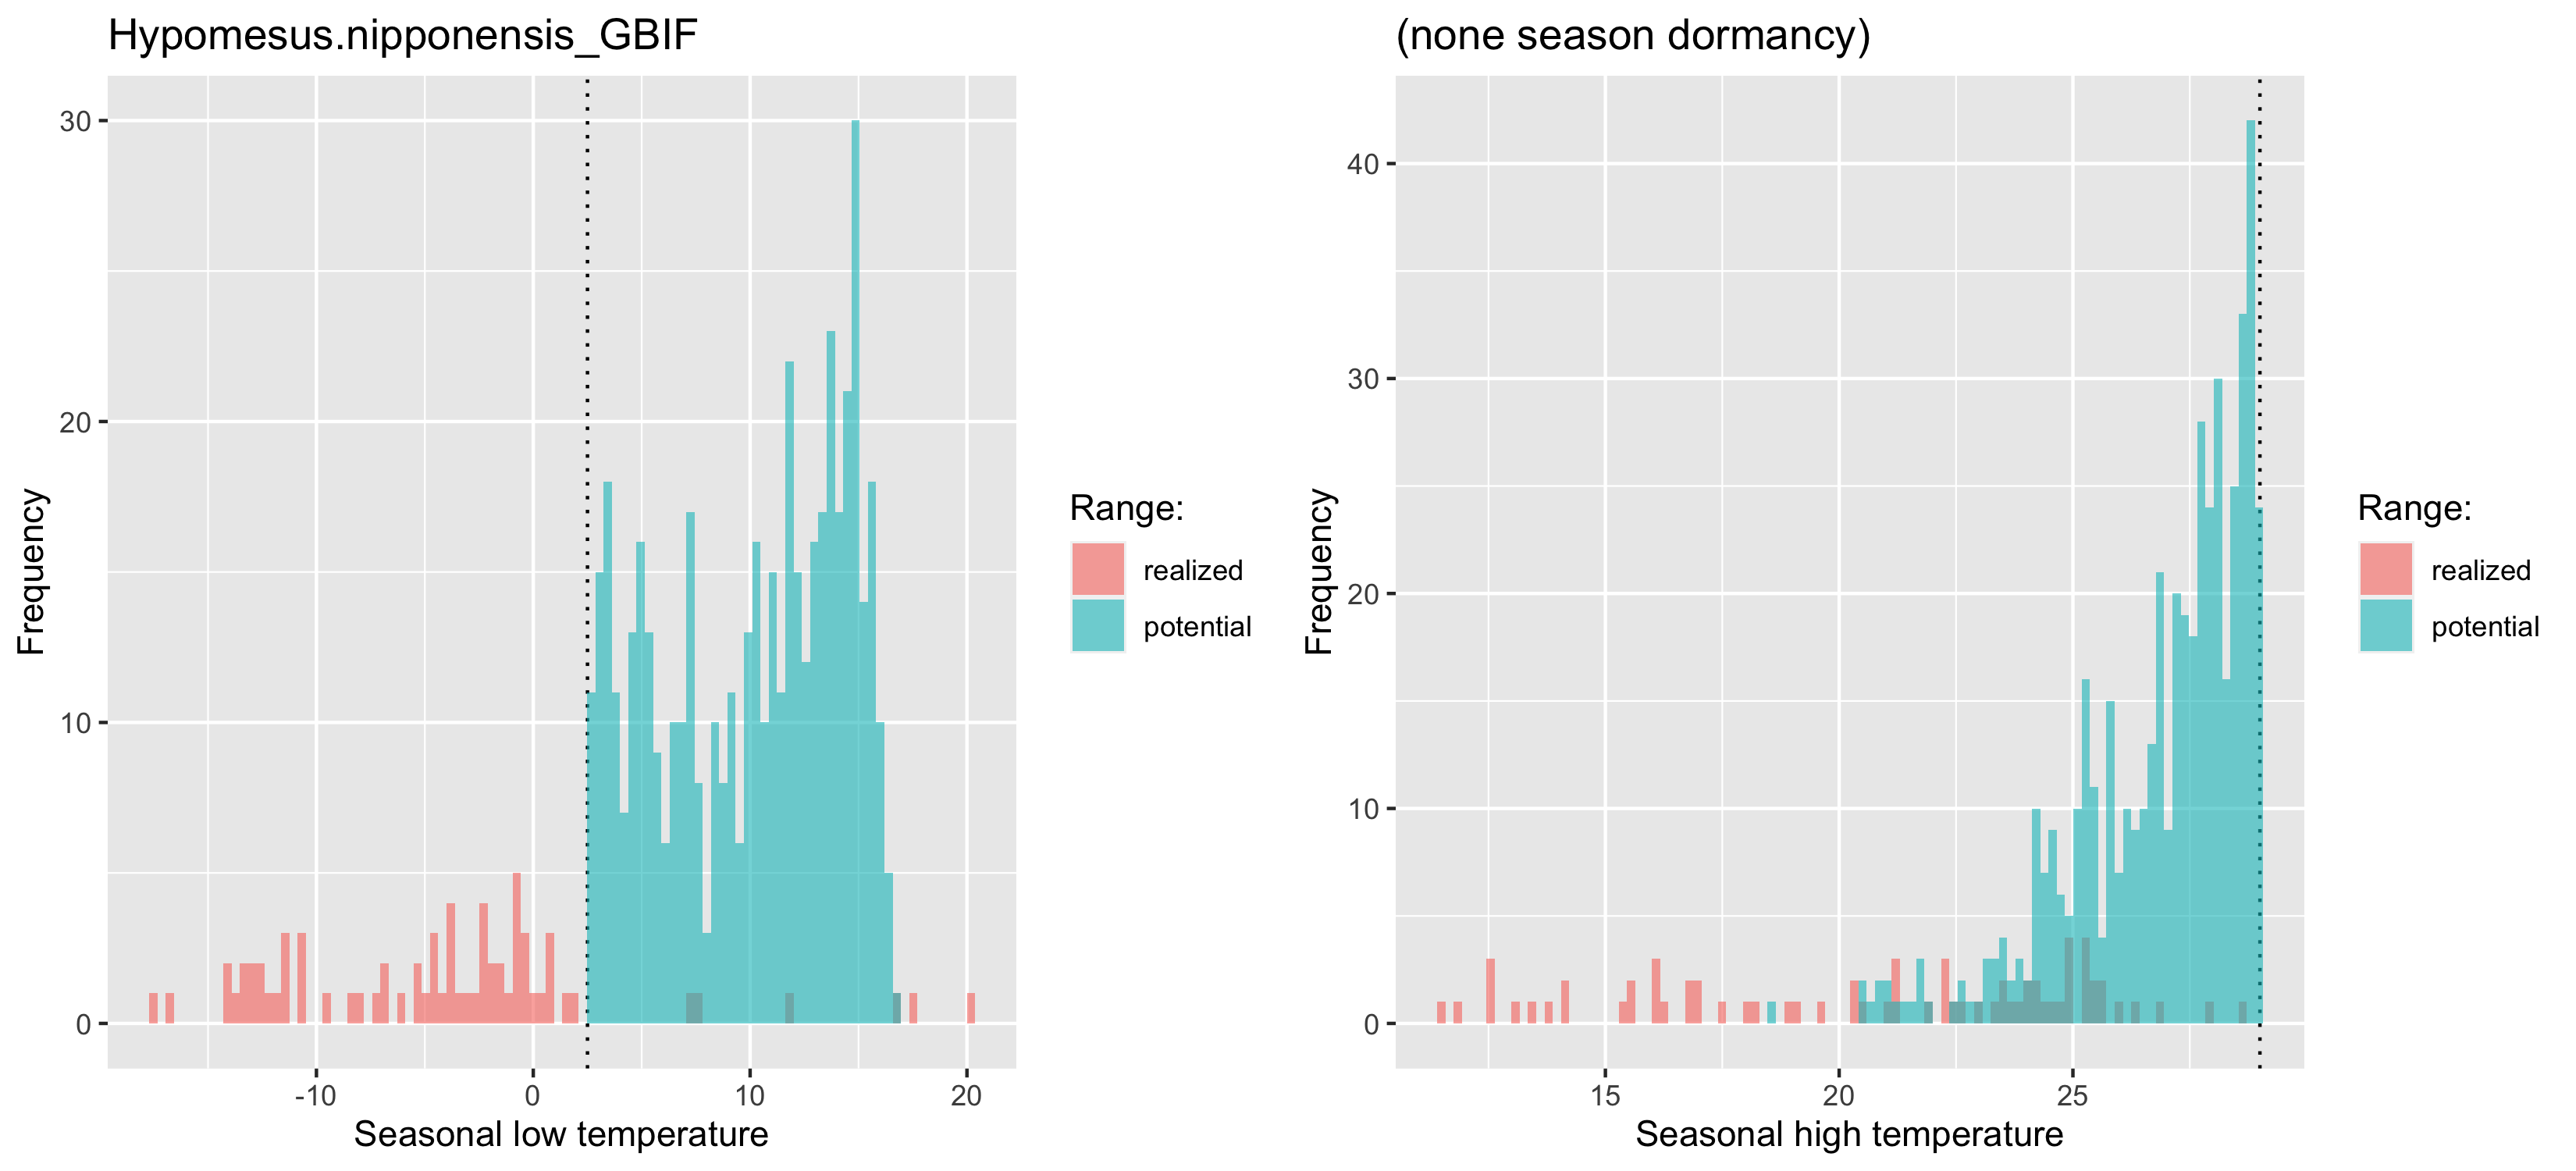 Hypomesus.nipponensis_GBIF
30
20
10
0
Frequency
-10 0 10 20
Seasonal low temperature
Range:
realized
potential
(none season dormancy)
40
30
20
10
0
Frequency
15 20 25
Seasonal high temperature
Range:
realized
potential